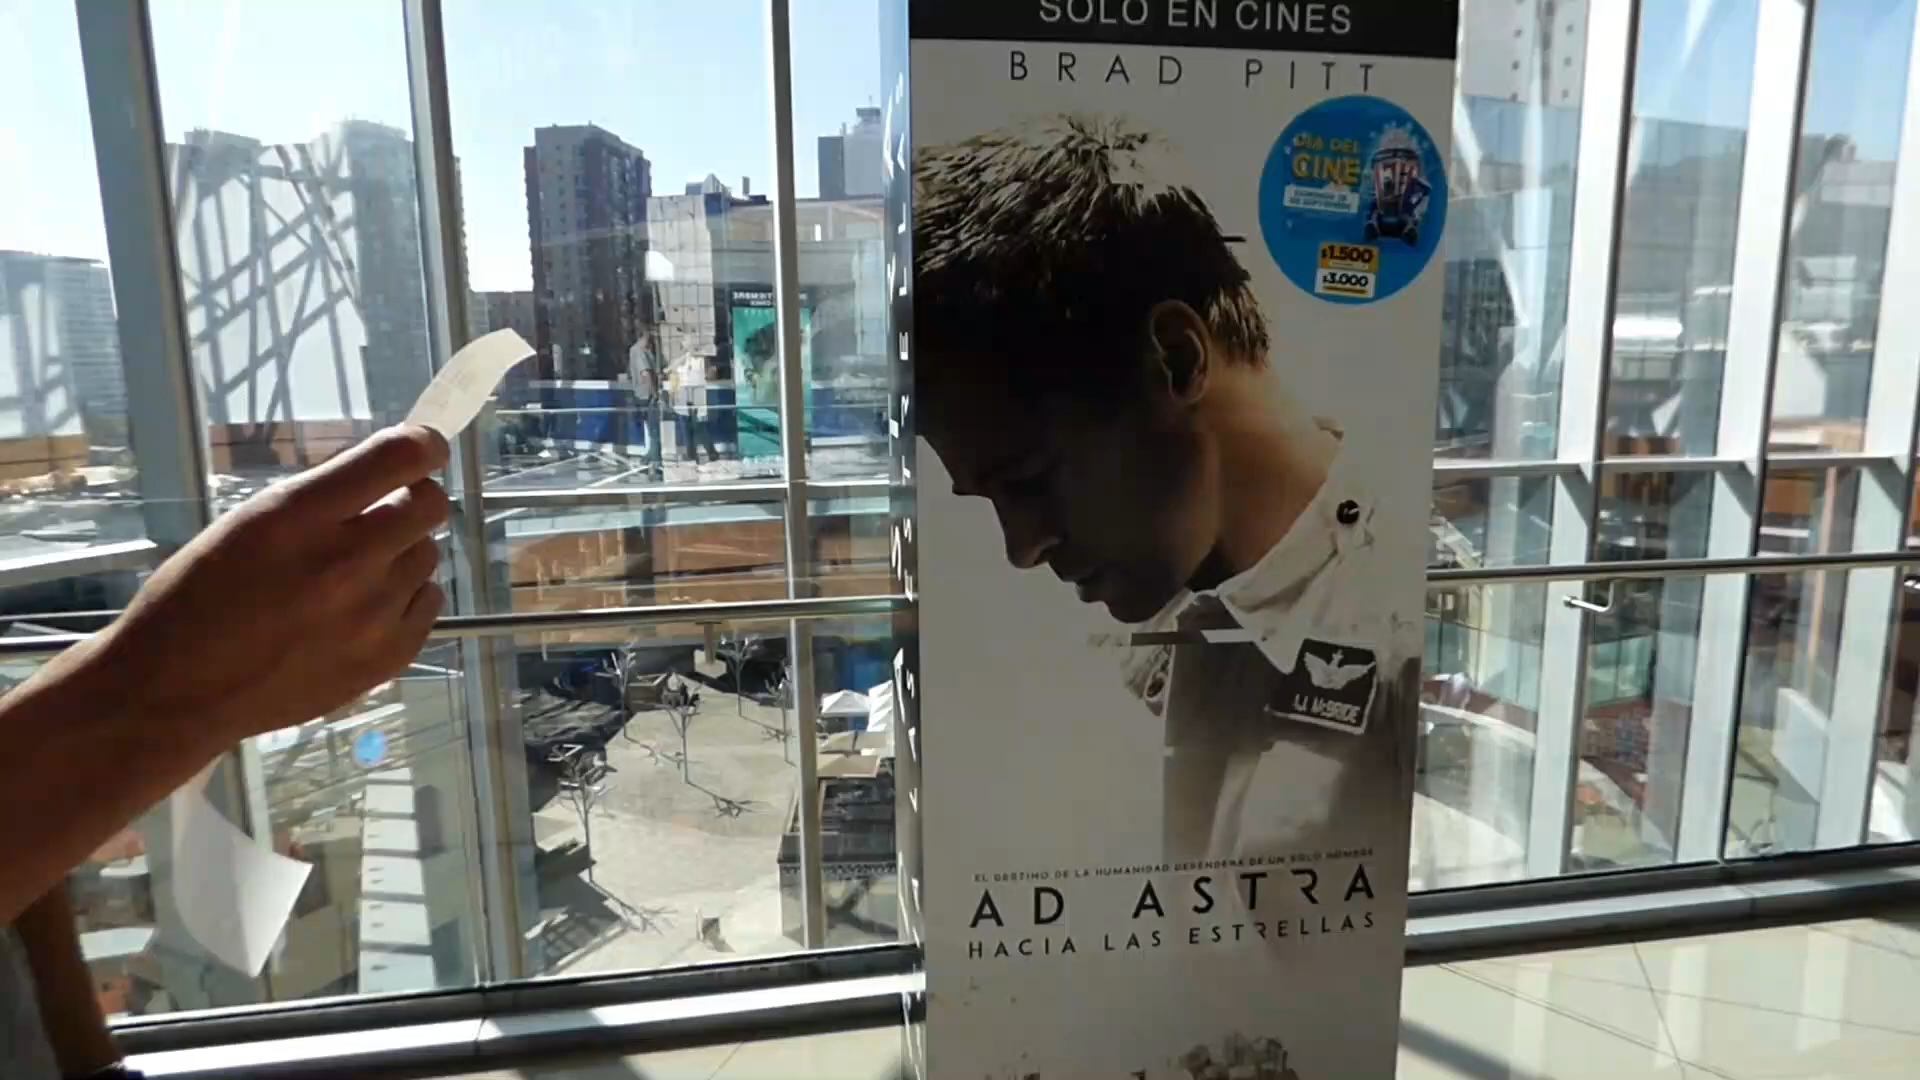 SOLO EN CINES
BRAD PITT
DIA DEL
CINE
$1.500
$3.000
A.J. McBRIDE
EL DESTINO DE LA HUMANIDAD DEPENDERÁ DE UN SOLO HOMBRE
AD ASTRA
HACIA LAS ESTRELLAS